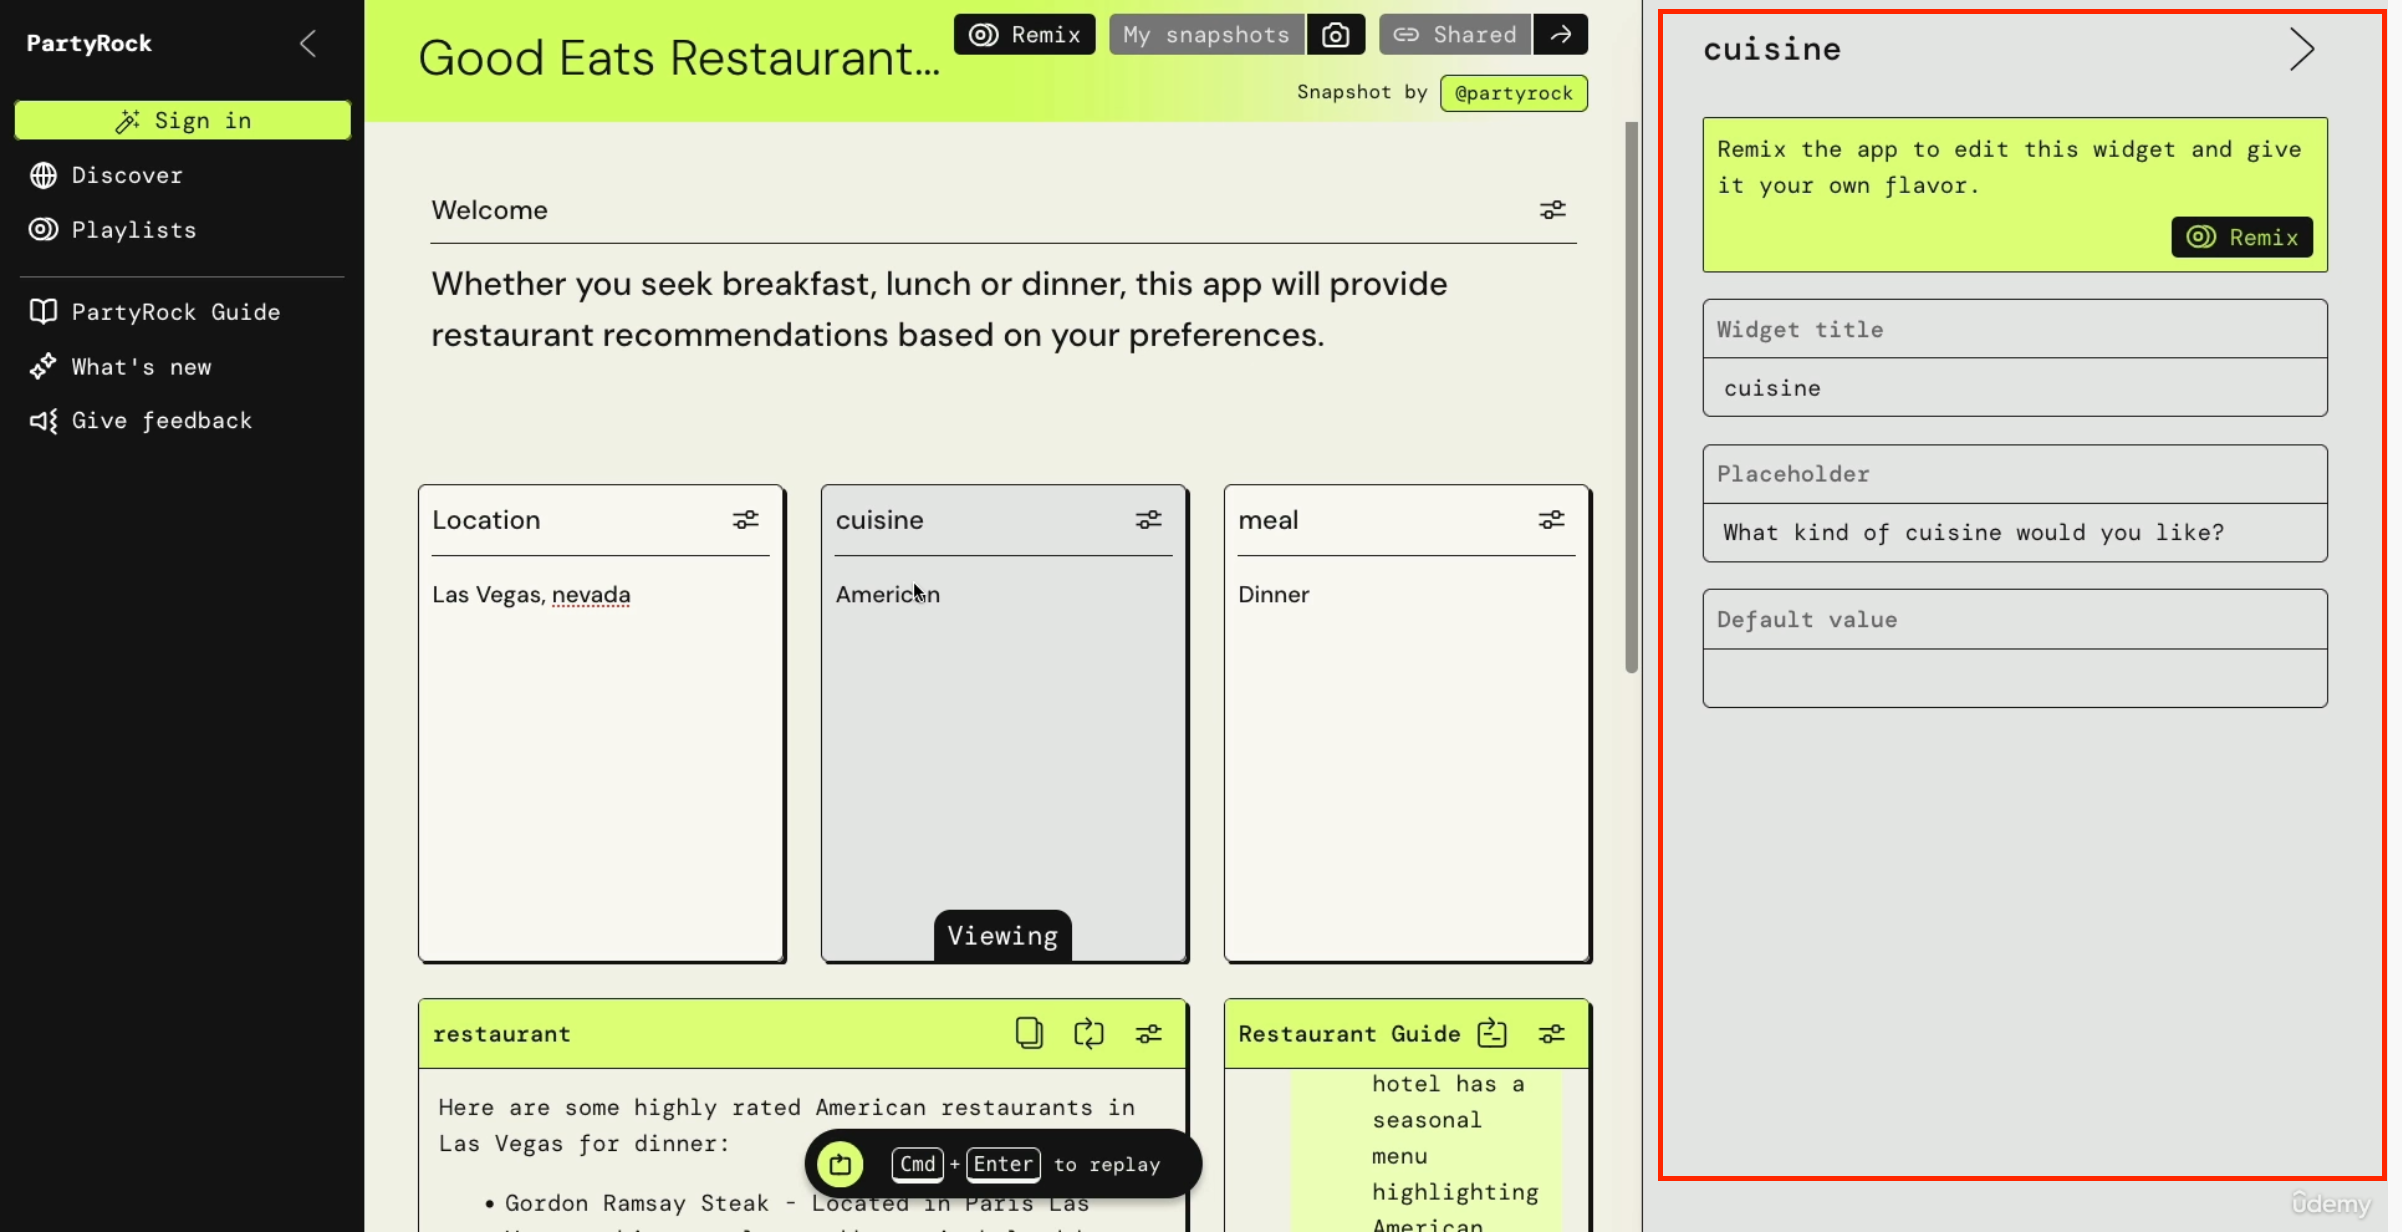 PartyRock
Sign in
Discover
Playlists
PartyRock Guide
What's new
Give feedback
Good Eats Restaurant...
Remix
My snapshots
Shared
Snapshot by @partyrock
Welcome
Whether you seek breakfast, lunch or dinner, this app will provide
restaurant recommendations based on your preferences.
Location
Las Vegas, nevada
cuisine
American
Viewing
meal
Dinner
restaurant
Here are some highly rated American restaurants in
Las Vegas for dinner:
• Gordon Ramsay Steak - Located in Paris Las
Cmd + Enter to replay
Restaurant Guide
hotel has a
seasonal
menu
highlighting
American
cuisine
Remix the app to edit this widget and give
it your own flavor.
Remix
Widget title
cuisine
Placeholder
What kind of cuisine would you like?
Default value
ûdemy